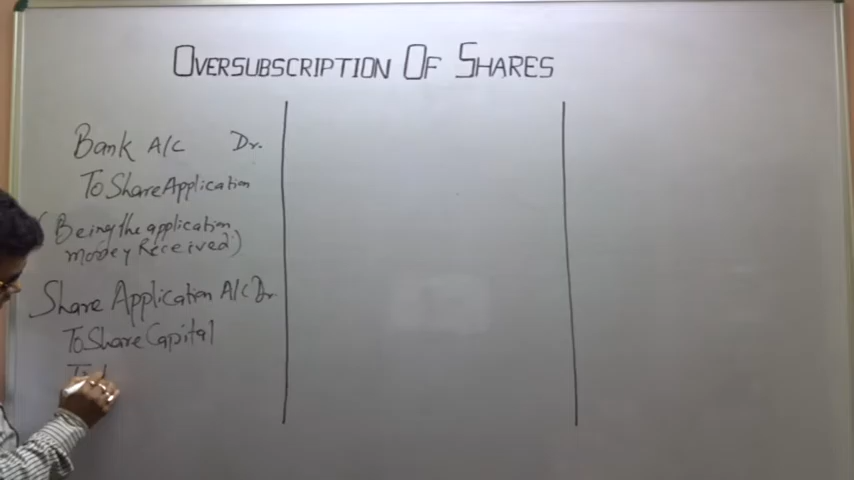 OVERSUBSCRIPTION OF SHARES
Bank A/C Dr.
To Share Application
(Being the application
money Received)
Share Application A/C Dr.
To Share Capital
To